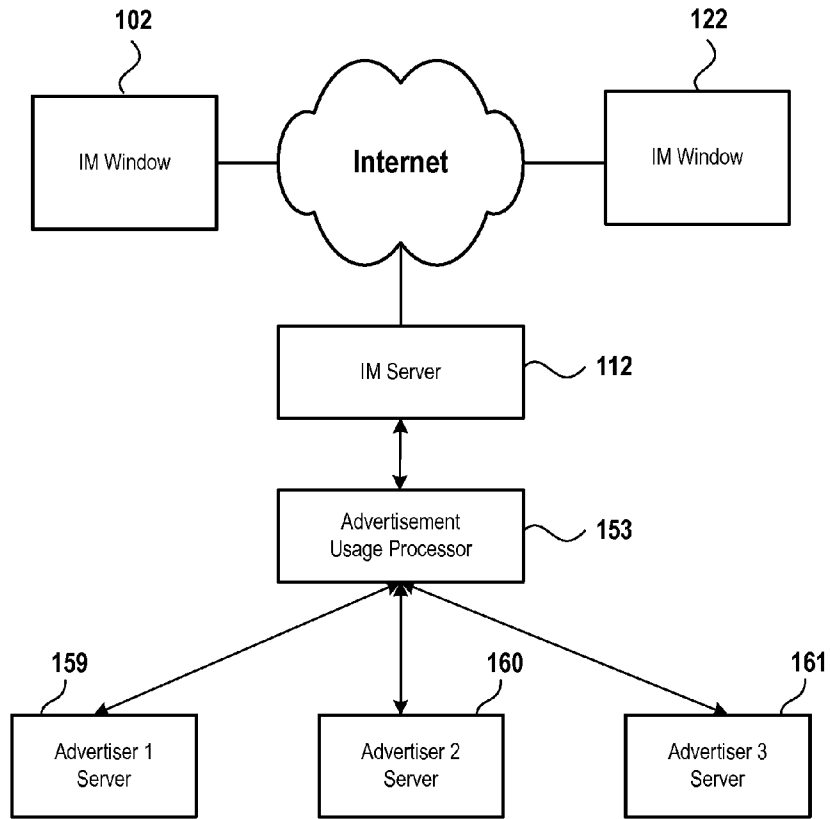 102
122
IM Window
Internet
IM Window
IM Server
112
Advertisement
Usage Processor
153
159
160
161
Advertiser 1
Server
Advertiser 2
Server
Advertiser 3
Server